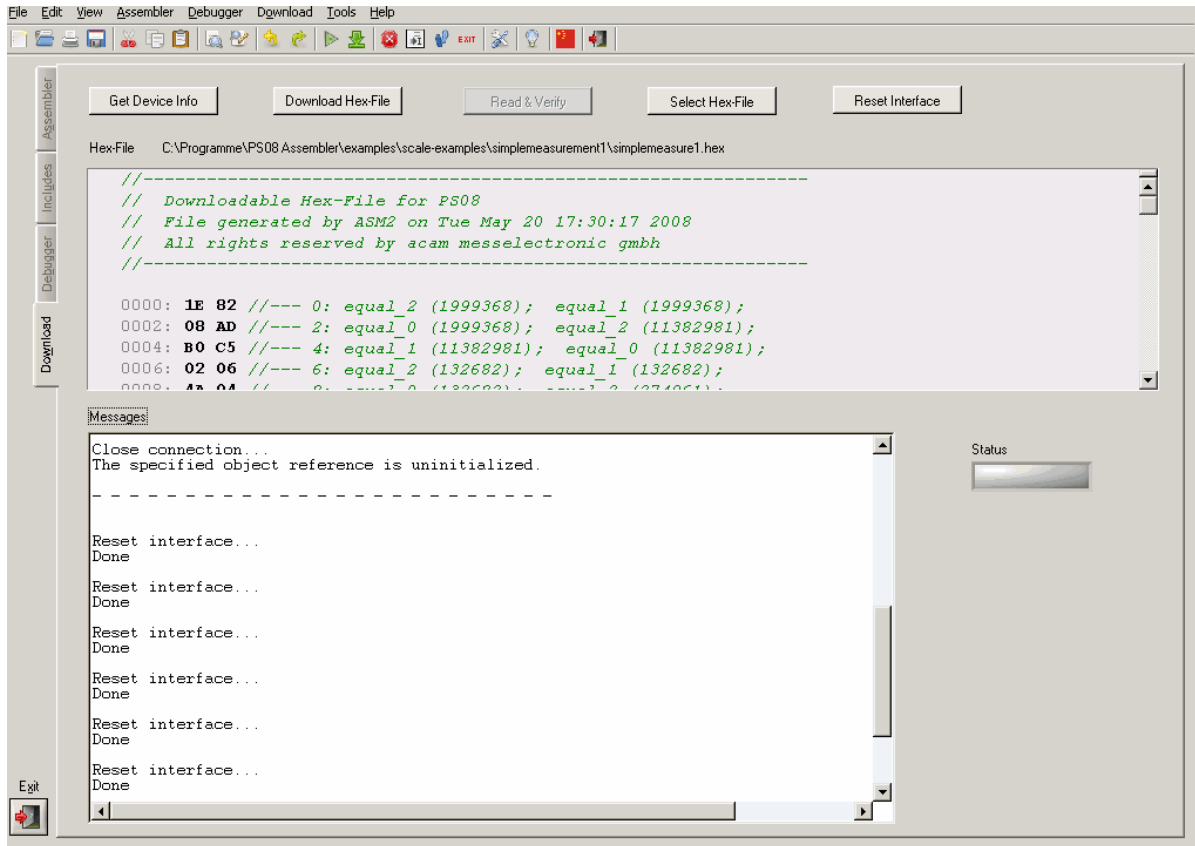 File Edit View Assembler Debugger Download Tools Help
EXIT
Assembler
Includes
Debugger
Download
Get Device Info Download Hex-File Read & Verify Select Hex-File Reset Interface
Hex-File C:\Programme\PS08 Assembler\examples\scale-examples\simplemeasurement1\simplemeasure1.hex
//------------------------------------------------------------------
// Downloadable Hex-File for PS08
// File generated by ASM2 on Tue May 20 17:30:17 2008
// All rights reserved by acam messelectronic gmbh
//------------------------------------------------------------------
0000: 1E 82 //--- 0: equal_2 (1999368); equal_1 (1999368);
0002: 08 AD //--- 2: equal_0 (1999368); equal_2 (11382981);
0004: B0 C5 //--- 4: equal_1 (11382981); equal_0 (11382981);
0006: 02 06 //--- 6: equal_2 (132682); equal_1 (132682);
Messages
Close connection...
The specified object reference is uninitialized.
- - - - - - - - - - - - - - - - - - - - - - - - -
Reset interface...
Done
Reset interface...
Done
Reset interface...
Done
Reset interface...
Done
Reset interface...
Done
Reset interface...
Done
Status
Exit